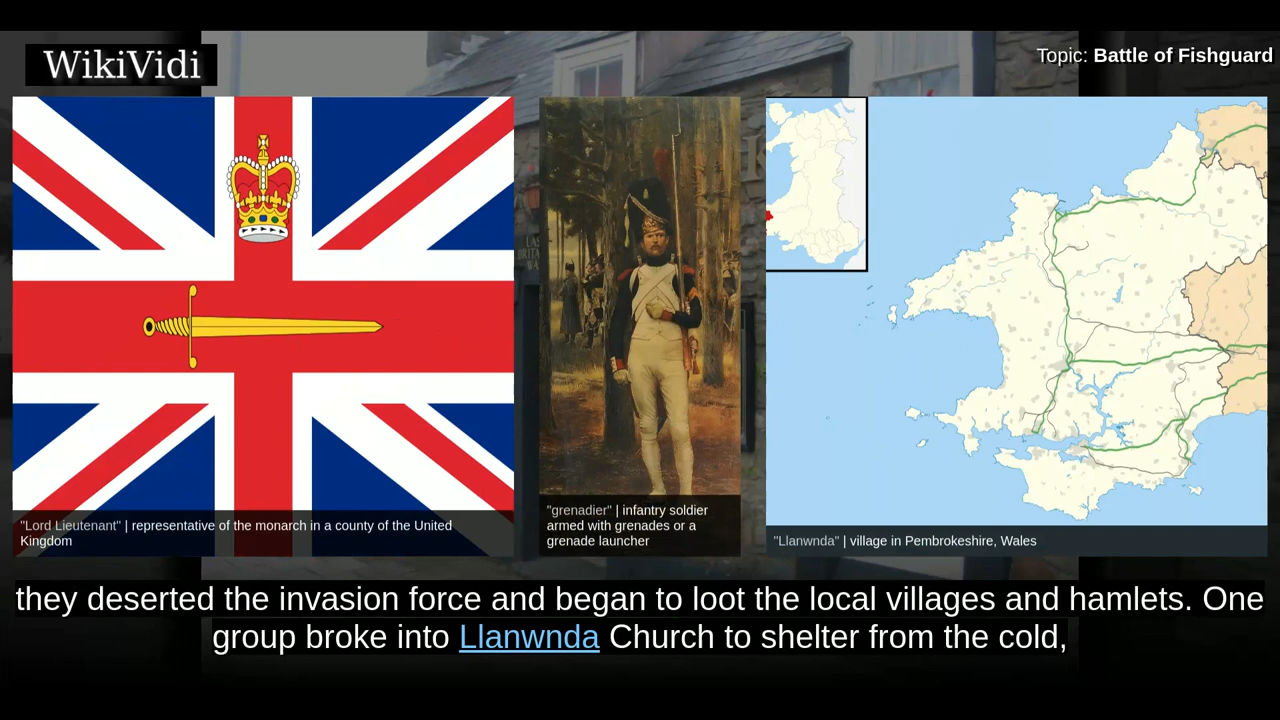 WikiVidi
Topic: Battle of Fishguard
"Lord Lieutenant" | representative of the monarch in a county of the United
Kingdom
"grenadier" | infantry soldier
armed with grenades or a
grenade launcher
"Llanwnda" | village in Pembrokeshire, Wales
they deserted the invasion force and began to loot the local villages and hamlets. One
group broke into Llanwnda Church to shelter from the cold,